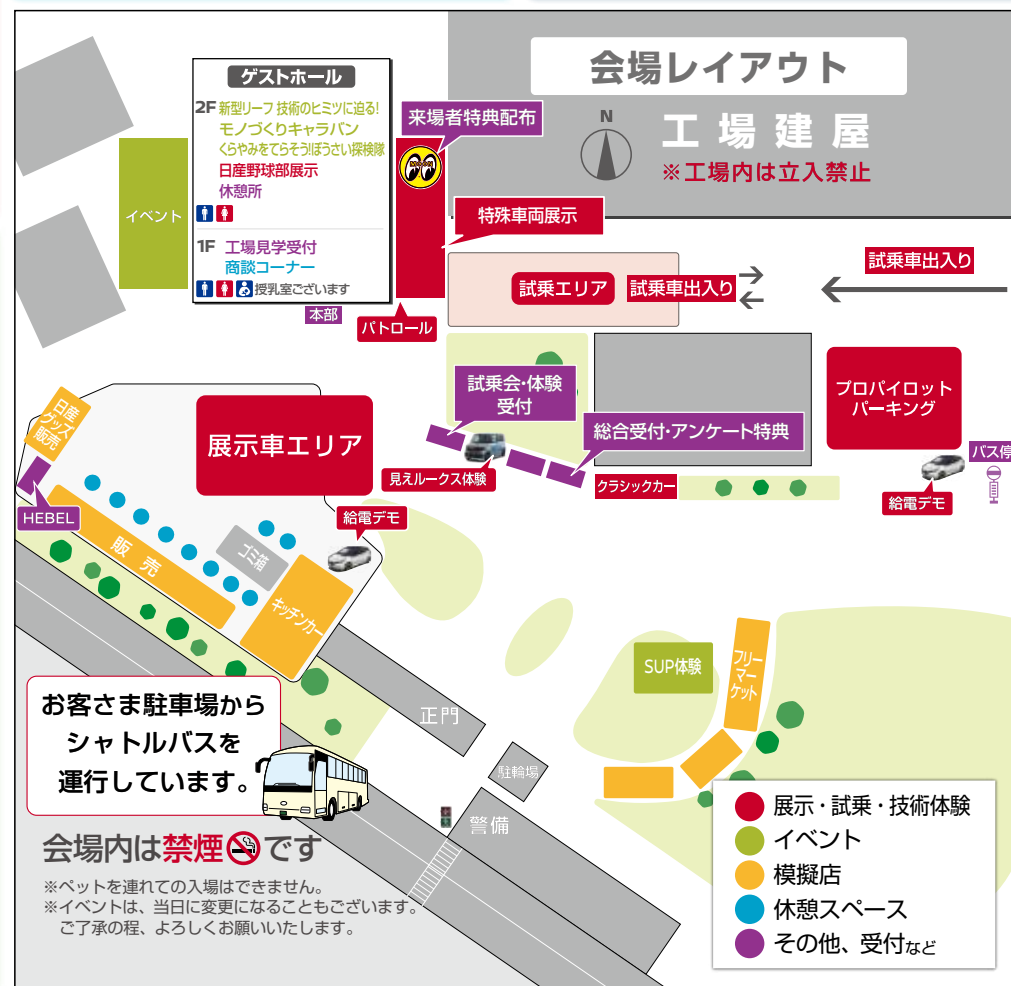 会場レイアウト
N
工場建屋
※工場内は立入禁止
ゲストホール
2F 新型リーフ 技術のヒミツに迫る!
モノづくりキャラバン
くらやみをてらそう!ぼうさい探検隊
日産野球部展示
休憩所
1F 工場見学受付
商談コーナー
授乳室ございます
イベント
来場者特典配布
MOON
特殊車両展示
試乗エリア
試乗車出入り
試乗車出入り
本部
パトロール
試乗会・体験
受付
総合受付・アンケート特典
プロパイロット
パーキング
バス停
見えルークス体験
クラシックカー
給電デモ
日産
グッズ
販売
展示車エリア
HEBEL
給電デモ
販売
ゴミ箱
キッチンカー
SUP体験
フリー
マー
ケット
正門
駐輪場
警備
お客さま駐車場から
シャトルバスを
運行しています。
会場内は禁煙です
※ペットを連れての入場はできません。
※イベントは、当日に変更になることもございます。
ご了承の程、よろしくお願いいたします。
展示・試乗・技術体験
イベント
模擬店
休憩スペース
その他、受付など